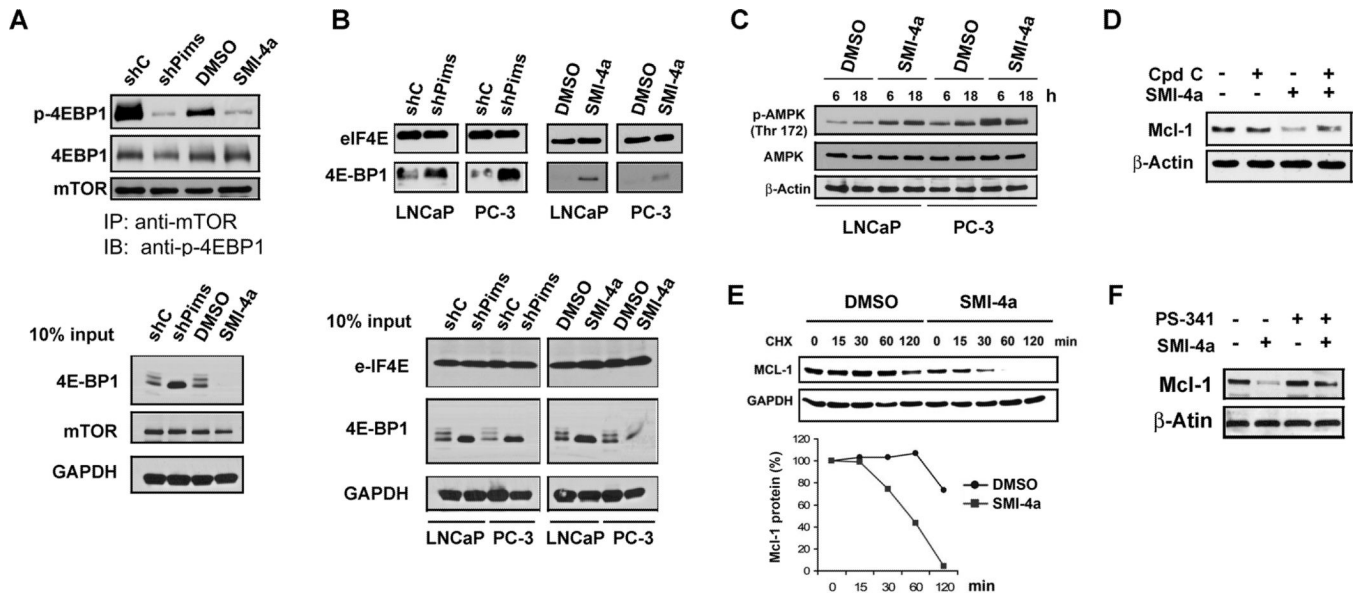 A
shC
shPims
DMSO
SMI-4a
p-4EBP1
4EBP1
mTOR
IP: anti-mTOR
IB: anti-p-4EBP1
10% input
shC
shPims
DMSO
SMI-4a
4E-BP1
mTOR
GAPDH
B
shC
shPims
shC
shPims
DMSO
SMI-4a
DMSO
SMI-4a
eIF4E
4E-BP1
LNCaP PC-3 LNCaP PC-3
10% input
shC
shPims
shC
shPims
DMSO
SMI-4a
DMSO
SMI-4a
e-IF4E
4E-BP1
GAPDH
LNCaP PC-3 LNCaP PC-3
C
DMSO
SMI-4a
DMSO
SMI-4a
6 18 6 18 6 18 6 18 h
p-AMPK
(Thr 172)
AMPK
β-Actin
LNCaP PC-3
D
Cpd C - + - +
SMI-4a - - + +
Mcl-1
β-Actin
E
DMSO SMI-4a
CHX 0 15 30 60 120 0 15 30 60 120 min
MCL-1
GAPDH
Mcl-1 protein (%)
120
100
80
60
40
20
0
0 15 30 60 120 min
DMSO
SMI-4a
F
PS-341 - - + +
SMI-4a - + - +
Mcl-1
β-Atin